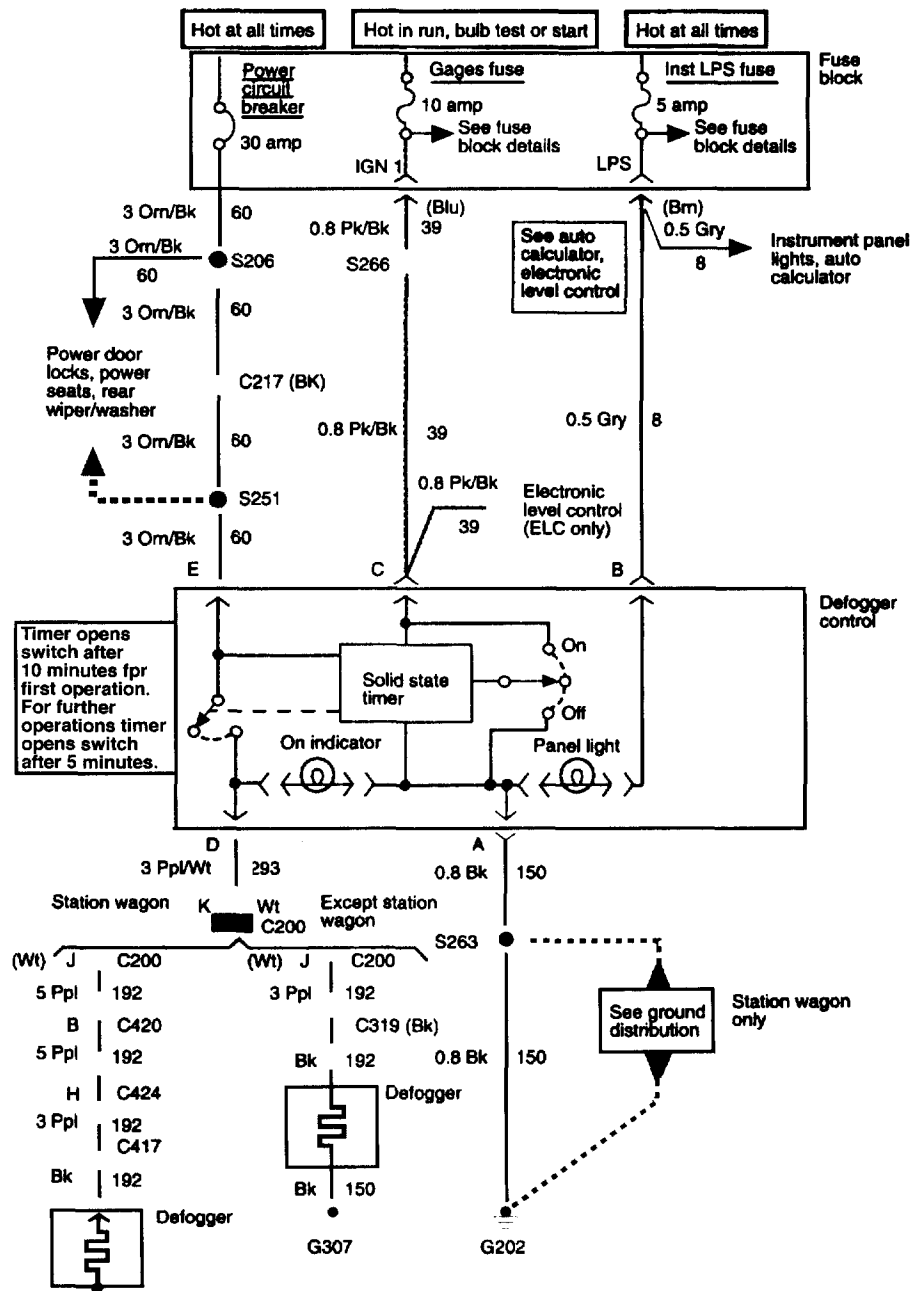 Hot at all times
Hot in run, bulb test or start
Hot at all times
Fuse
block
Power
circuit
breaker
30 amp
Gages fuse
10 amp
See fuse
block details
IGN 1
Inst LPS fuse
5 amp
See fuse
block details
LPS
3 Orn/Bk 60
3 Orn/Bk
60
S206
3 Orn/Bk 60
Power door
locks, power
seats, rear
wiper/washer
C217 (BK)
3 Orn/Bk 60
S251
3 Orn/Bk 60
E
(Blu)
0.8 Pk/Bk 39
S266
0.8 Pk/Bk 39
0.8 Pk/Bk
39
Electronic
level control
(ELC only)
C
See auto
calculator,
electronic
level control
(Brn)
0.5 Gry
8
Instrument panel
lights, auto
calculator
0.5 Gry 8
B
Defogger
control
Timer opens
switch after
10 minutes fpr
first operation.
For further
operations timer
opens switch
after 5 minutes.
Solid state
timer
On
Off
On indicator
Panel light
D
A
3 Ppl/Wt 293
0.8 Bk 150
Station wagon
K Wt
C200
Except station
wagon
S263
(Wt) J C200
5 Ppl 192
B C420
5 Ppl 192
H C424
3 Ppl 192
C417
Bk 192
Defogger
(Wt) J C200
3 Ppl 192
C319 (Bk)
Bk 192
Defogger
Bk 150
G307
0.8 Bk 150
G202
See ground
distribution
Station wagon
only